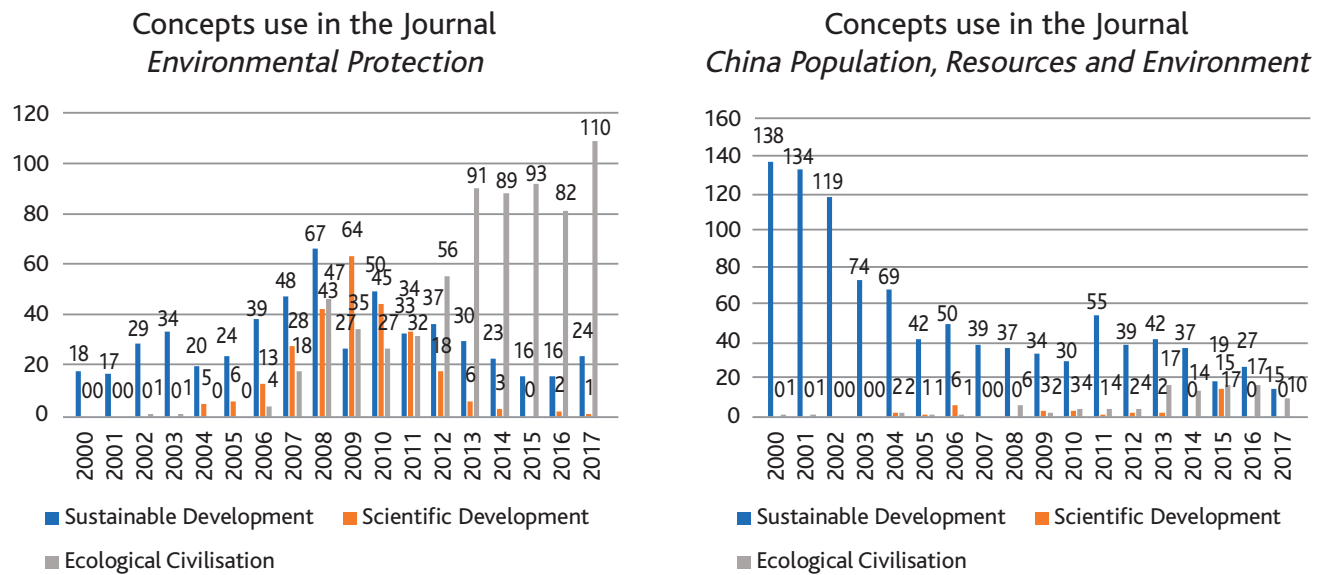 Concepts use in the Journal
Environmental Protection
120
100
80
60
40
20
0
18 00 17 00 29 01 34 01 20 5 0 24 6 0 39 13 4 48 28 18 67 43 47 27 64 35 50 45 27 33 34 32 37 18 56 30 6 91 23 3 89 16 0 93 16 2 82 24 1 110
2000 2001 2002 2003 2004 2005 2006 2007 2008 2009 2010 2011 2012 2013 2014 2015 2016 2017
Sustainable Development Scientific Development
Ecological Civilisation
Concepts use in the Journal
China Population, Resources and Environment
160
140
120
100
80
60
40
20
0
138 01 134 01 119 00 74 00 69 22 42 11 50 6 1 39 00 37 0 6 34 32 30 34 55 14 39 24 42 2 17 37 0 14 19 15 17 27 0 17 15 0 10
2000 2001 2002 2003 2004 2005 2006 2007 2008 2009 2010 2011 2012 2013 2014 2015 2016 2017
Sustainable Development Scientific Development
Ecological Civilisation